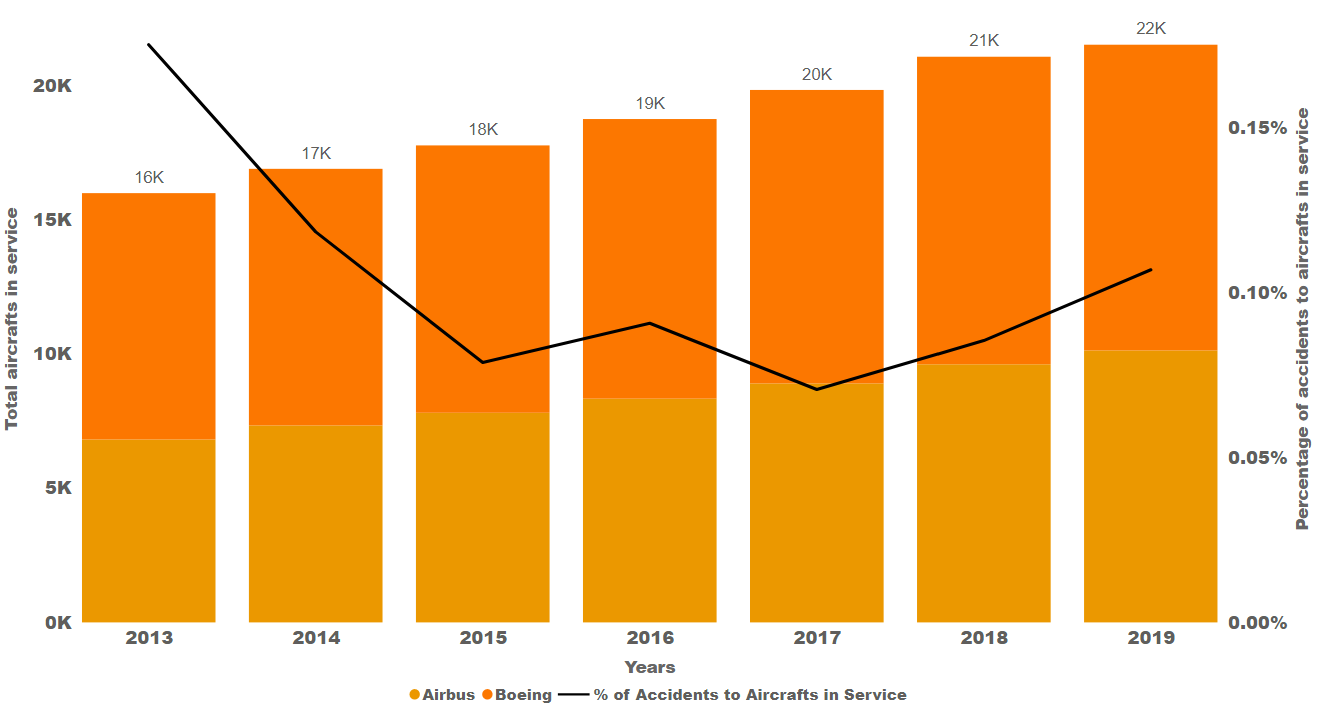 22K
21K
20K
19K
18K
17K
16K
20K
15K
10K
5K
0K
Total aircrafts in service
0.15%
0.10%
0.05%
0.00%
Percentage of accidents to aircrafts in service
2013 2014 2015 2016 2017 2018 2019
Years
Airbus Boeing % of Accidents to Aircrafts in Service